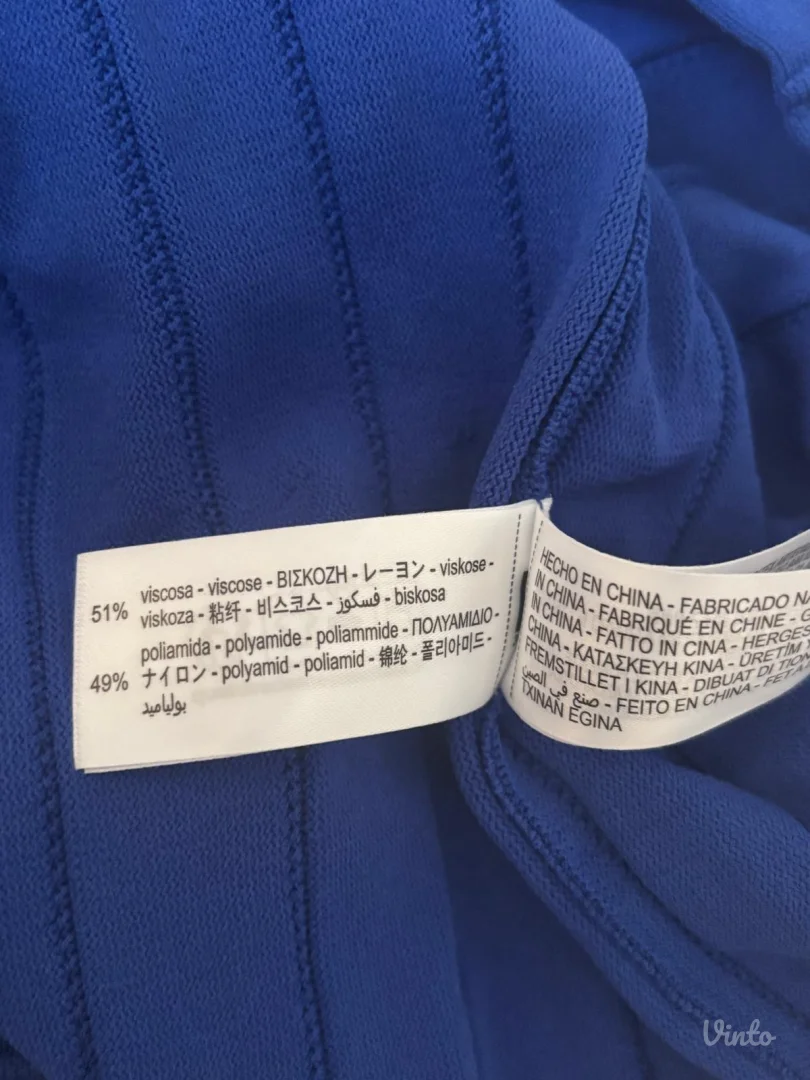 51%
viscosa - viscose - ΒΙΣΚΟΖΗ - レーヨン - viskose -
viskoza - 粘纤 - 비스코스 - فسكوز - biskosa
49%
poliamida - polyamide - poliammide - ΠΟΛΥΑΜΙΔΙΟ -
ナイロン - polyamid - poliamid - 锦纶 - 폴리아미드 -
بولياميد
HECHO EN CHINA - FABRICADO NA
IN CHINA - FABRIQUÉ EN CHINE - G
IN CHINA - FATTO IN CINA - HERGES
CHINA - ΚΑΤΑΣΚΕΥΗ ΚΙΝΑ - ÜRETİM Y
FREMSTILLET I KINA - DIBUAT DI TION
صنع في الصين - FEITO EN CHINA - FET A
TXINAN EGINA
Vinto